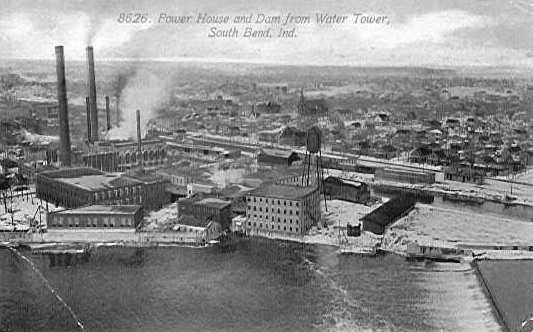 8626. Power House and Dam from Water Tower,
South Bend, Ind.